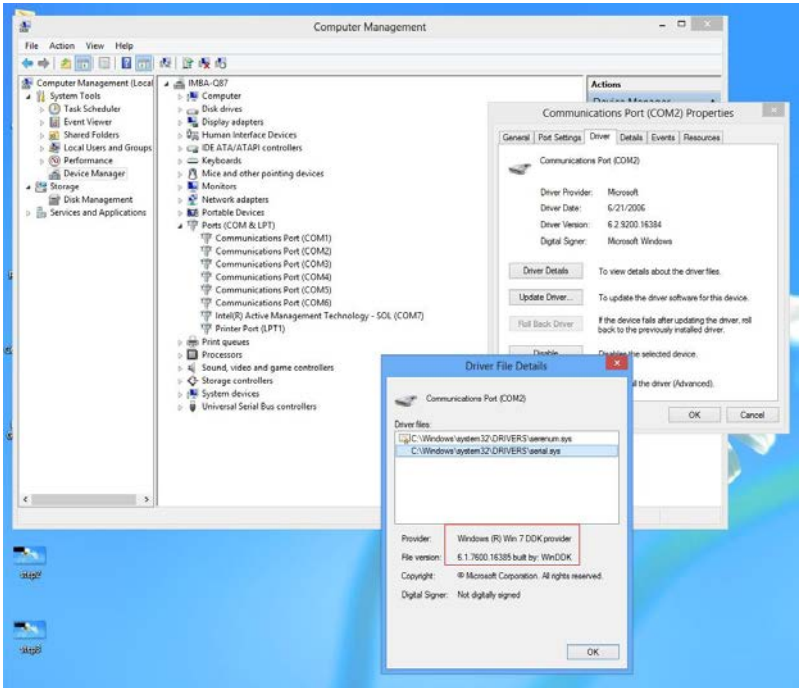 Computer Management
File Action View Help
Computer Management (Local
System Tools
Task Scheduler
Event Viewer
Shared Folders
Local Users and Groups
Performance
Device Manager
Storage
Disk Management
Services and Applications
IMBA-Q87
Computer
Disk drives
Display adapters
Human Interface Devices
IDE ATA/ATAPI controllers
Keyboards
Mice and other pointing devices
Monitors
Network adapters
Portable Devices
Ports (COM & LPT)
Communications Port (COM1)
Communications Port (COM2)
Communications Port (COM3)
Communications Port (COM4)
Communications Port (COM5)
Communications Port (COM6)
Intel(R) Active Management Technology - SOL (COM7)
Printer Port (LPT1)
Print queues
Processors
Sound, video and game controllers
Storage controllers
System devices
Universal Serial Bus controllers
Actions
Device Manager
Communications Port (COM2) Properties
General Port Settings Driver Details Events Resources
Communications Port (COM2)
Driver Provider: Microsoft
Driver Date: 6/21/2006
Driver Version: 6.2.9200.16384
Digital Signer: Microsoft Windows
Driver Details To view details about the driver files.
Update Driver... To update the driver software for this device.
Roll Back Driver If the device fails after updating the driver, roll
back to the previously installed driver.
Disable Disables the selected device.
the driver (Advanced).
OK Cancel
Driver File Details
Communications Port (COM2)
Driver files:
C:\Windows\system32\DRIVERS\serenum.sys
C:\Windows\system32\DRIVERS\serial.sys
Provider: Windows (R) Win 7 DDK provider
File version: 6.1.7600.16385 built by: WinDDK
Copyright: © Microsoft Corporation. All rights reserved.
Digital Signer: Not digitally signed
OK
step2
step3